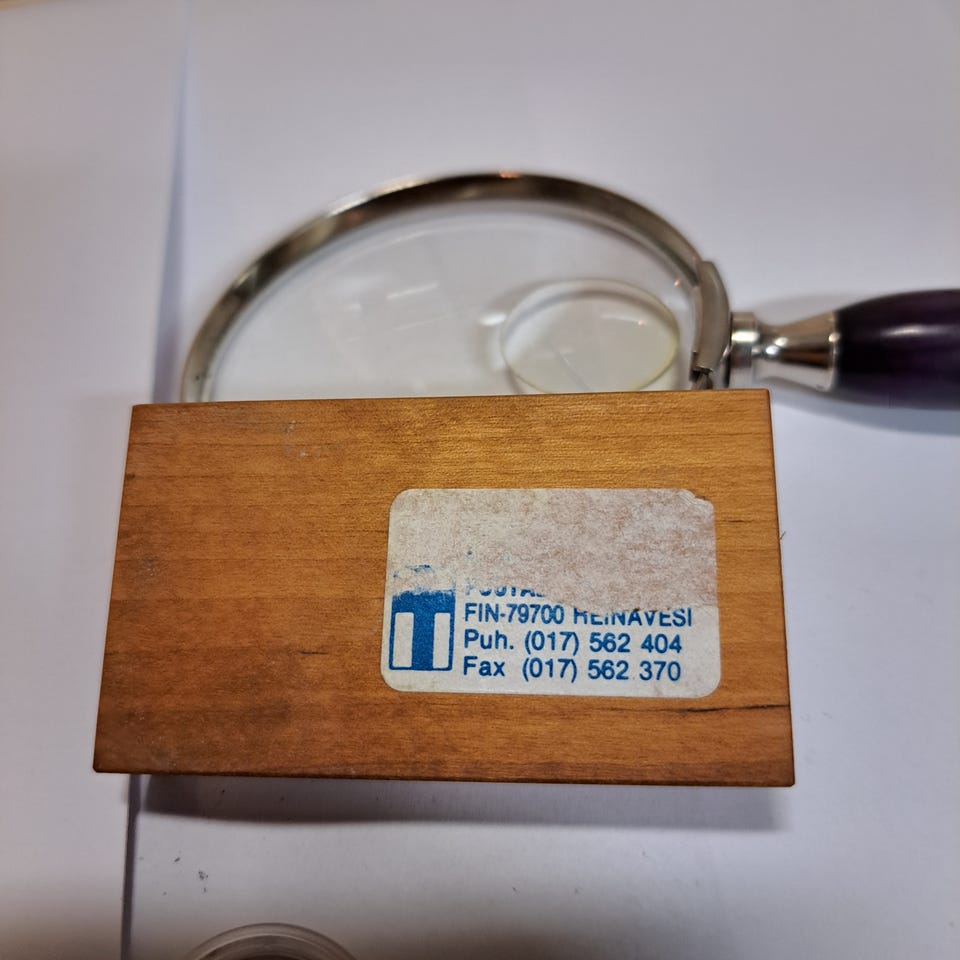 FIN-79700 HEINÄVESI
Puh. (017) 562 404
Fax (017) 562 370